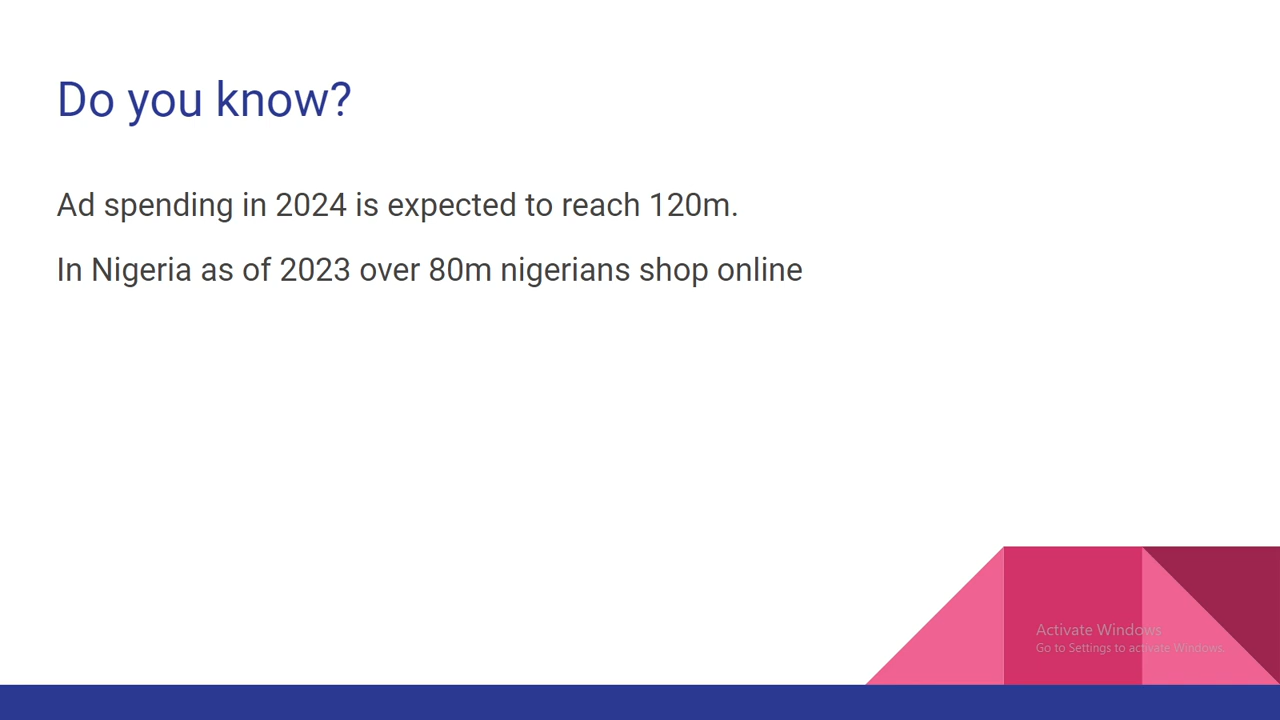 Do you know?
Ad spending in 2024 is expected to reach 120m.
In Nigeria as of 2023 over 80m nigerians shop online
Activate Windows
Go to Settings to activate Windows.